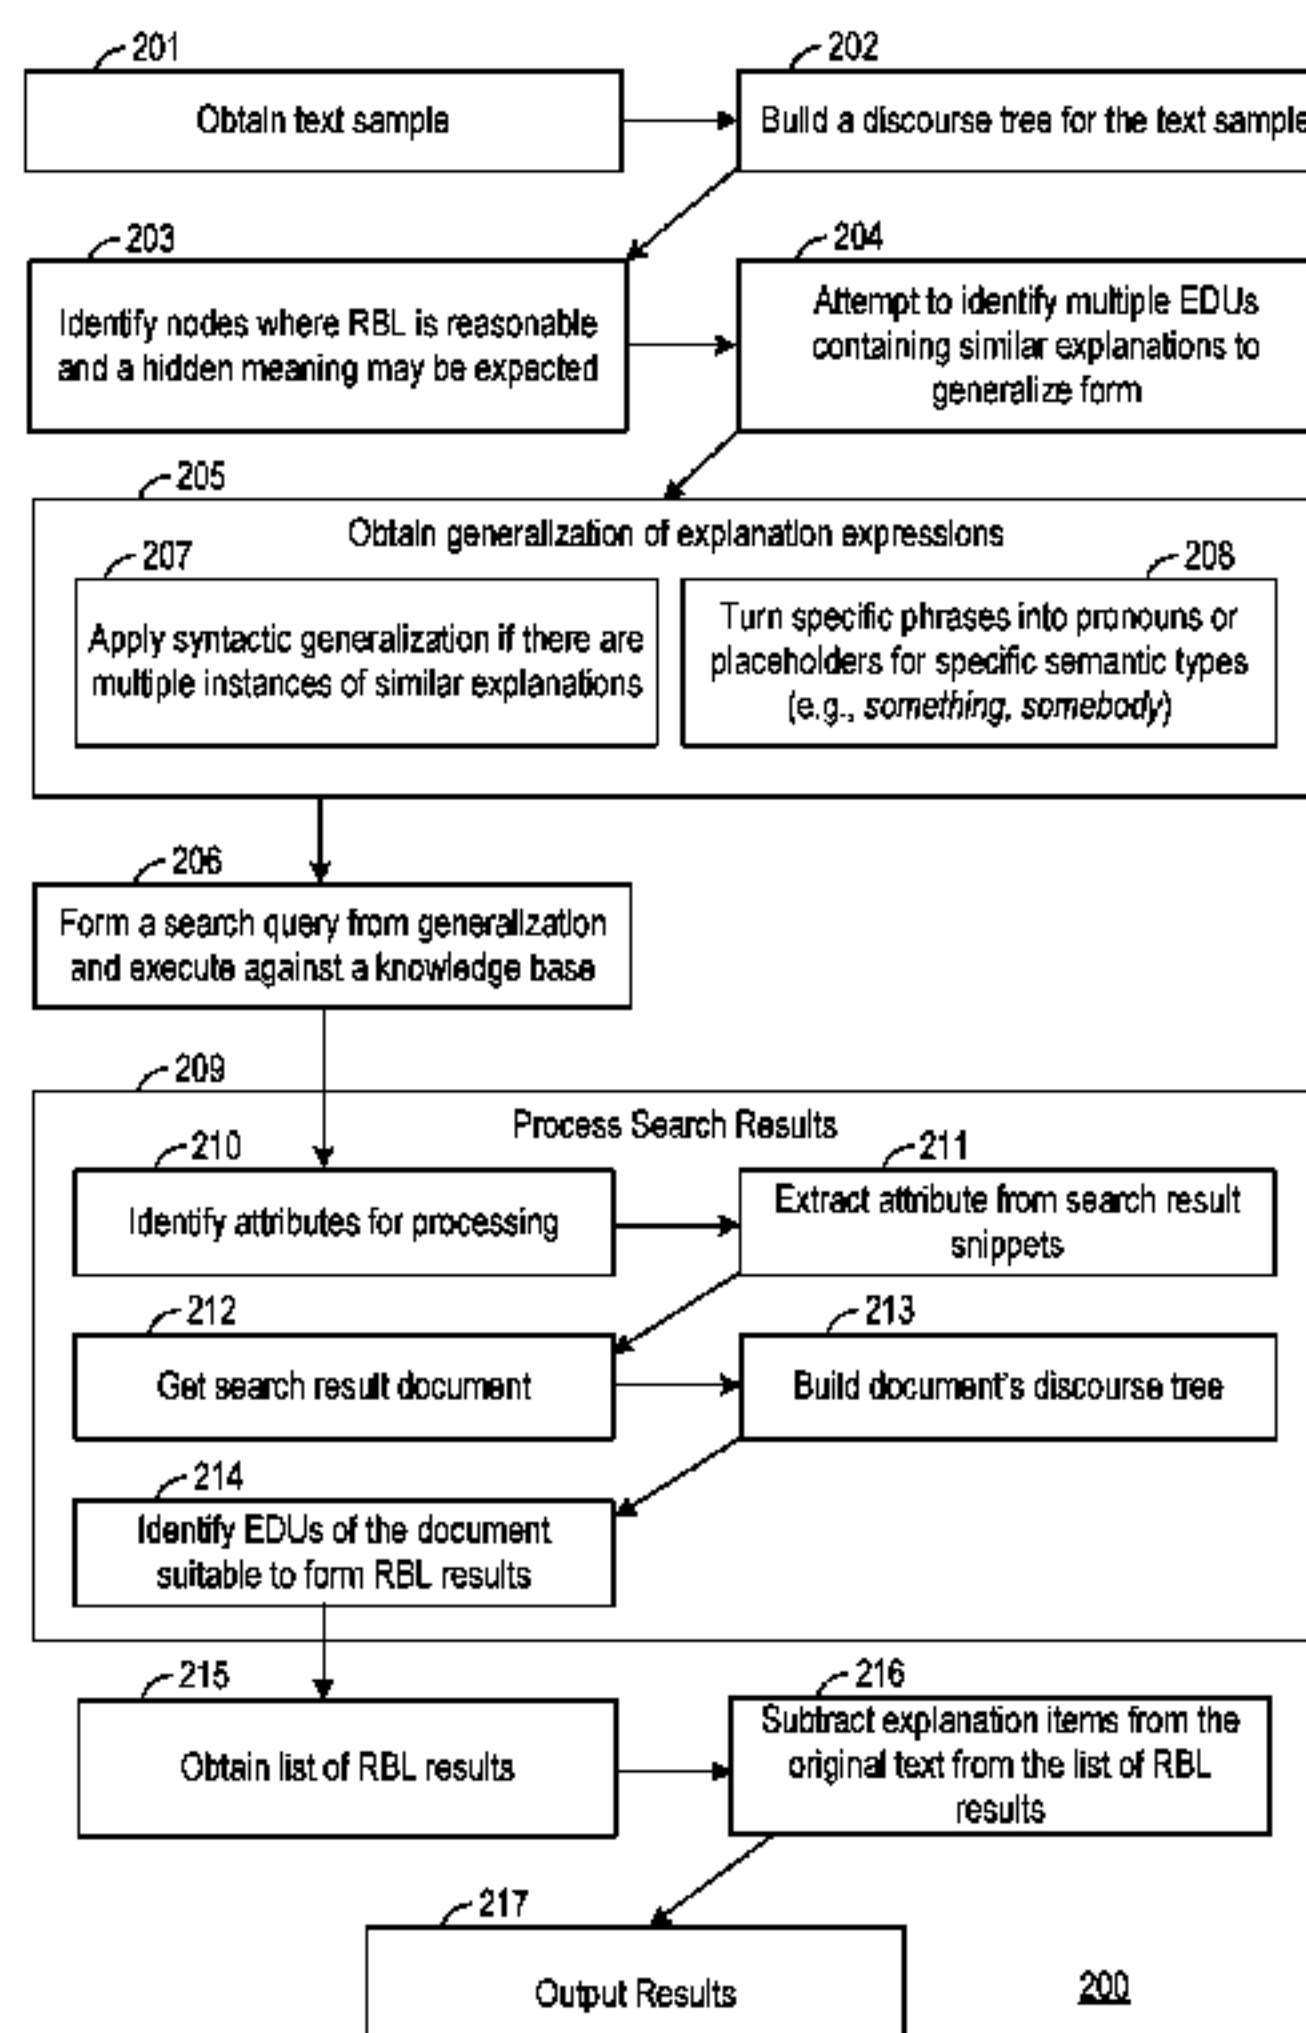 201
Obtain text sample
202
Build a discourse tree for the text sample
203
Identify nodes where RBL is reasonable
and a hidden meaning may be expected
204
Attempt to identify multiple EDUs
containing similar explanations to
generalize form
205
Obtain generalization of explanation expressions
207
Apply syntactic generalization if there are
multiple instances of similar explanations
208
Turn specific phrases into pronouns or
placeholders for specific semantic types
(e.g., something, somebody)
206
Form a search query from generalization
and execute against a knowledge base
209
Process Search Results
210
Identify attributes for processing
211
Extract attribute from search result
snippets
212
Get search result document
213
Build document's discourse tree
214
Identify EDUs of the document
suitable to form RBL results
215
Obtain list of RBL results
216
Subtract explanation items from the
original text from the list of RBL
results
217
Output Results
200